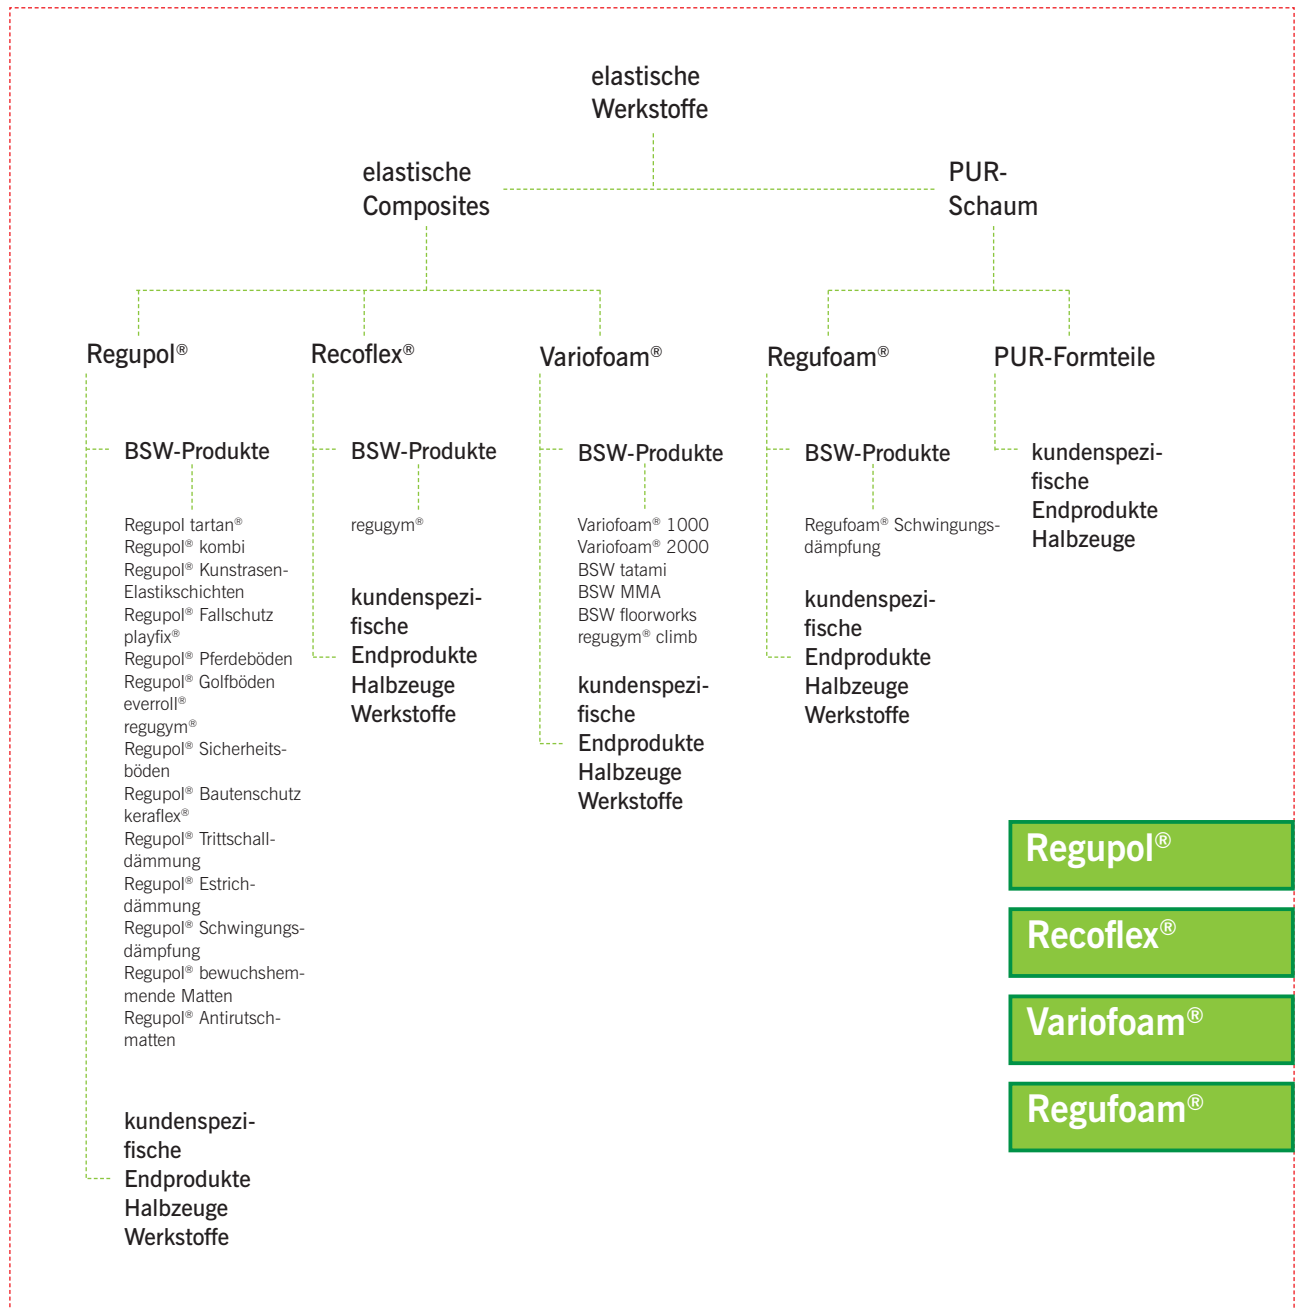 elastische
Werkstoffe
elastische
Composites
PUR-
Schaum
Regupol®
Recoflex®
Variofoam®
Regufoam®
PUR-Formteile
BSW-Produkte
Regupol tartan®
Regupol® kombi
Regupol® Kunstrasen-
Elastikschichten
Regupol® Fallschutz
playfix®
Regupol® Pferdeböden
Regupol® Golfböden
everroll®
regugym®
Regupol® Sicherheits-
böden
Regupol® Bautenschutz
keraflex®
Regupol® Trittschall-
dämmung
Regupol® Estrich-
dämmung
Regupol® Schwingungs-
dämpfung
Regupol® bewuchshem-
mende Matten
Regupol® Antirutsch-
matten
kundenspezi-
fische
Endprodukte
Halbzeuge
Werkstoffe
BSW-Produkte
regugym®
kundenspezi-
fische
Endprodukte
Halbzeuge
Werkstoffe
BSW-Produkte
Variofoam® 1000
Variofoam® 2000
BSW tatami
BSW MMA
BSW floorworks
regugym® climb
kundenspezi-
fische
Endprodukte
Halbzeuge
Werkstoffe
BSW-Produkte
Regufoam® Schwingungs-
dämpfung
kundenspezi-
fische
Endprodukte
Halbzeuge
Werkstoffe
kundenspezi-
fische
Endprodukte
Halbzeuge
Regupol®
Recoflex®
Variofoam®
Regufoam®